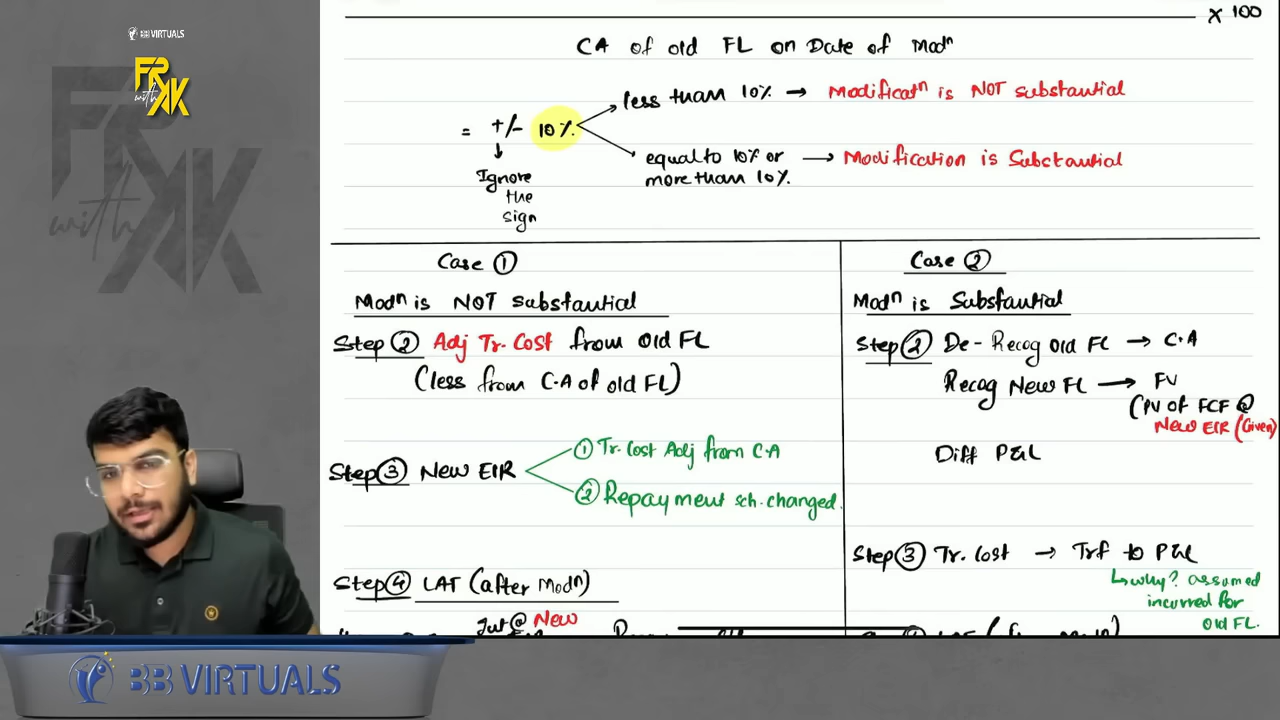 BB VIRTUALS
FR
with
AK
FR
with
AK
x 100
CA of old FL on Date of Modn
less than 10% → Modificatn is NOT substantial
= +/- 10%
equal to 10% or
more than 10%. → Modification is Substantial
Ignore
the
sign
Case ①
Modn is NOT substantial
Step ② Adj Tr. Cost from old FL
(less from C.A of old FL)
Step ③ New EIR
① Tr. Cost Adj from C.A
② Repayment sch. changed.
Step ④ LAT (after Modn)
Int @ New
Case ②
Modn is Substantial
Step ② De-Recog old FL → C.A
Recog New FL → FV
(PV of FCF @
New EIR (Given)
Diff P&L
Step ③ Tr. Cost → Trf to P&L
↳ why? assumed
incurred for
old FL.
BB VIRTUALS